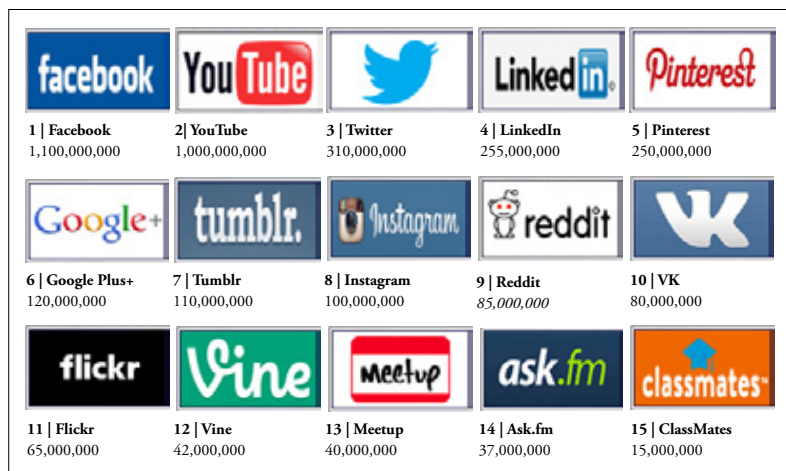 facebook You Tube Linked in Pinterest
1 | Facebook 2| YouTube 3 | Twitter 4 | LinkedIn 5 | Pinterest
1,100,000,000 1,000,000,000 310,000,000 255,000,000 250,000,000
Google+ tumblr. Instagram reddit
6 | Google Plus+ 7 | Tumblr 8 | Instagram 9 | Reddit 10 | VK
120,000,000 110,000,000 100,000,000 85,000,000 80,000,000
flickr Vine Meetup ask.fm classmates™
11 | Flickr 12 | Vine 13 | Meetup 14 | Ask.fm 15 | ClassMates
65,000,000 42,000,000 40,000,000 37,000,000 15,000,000